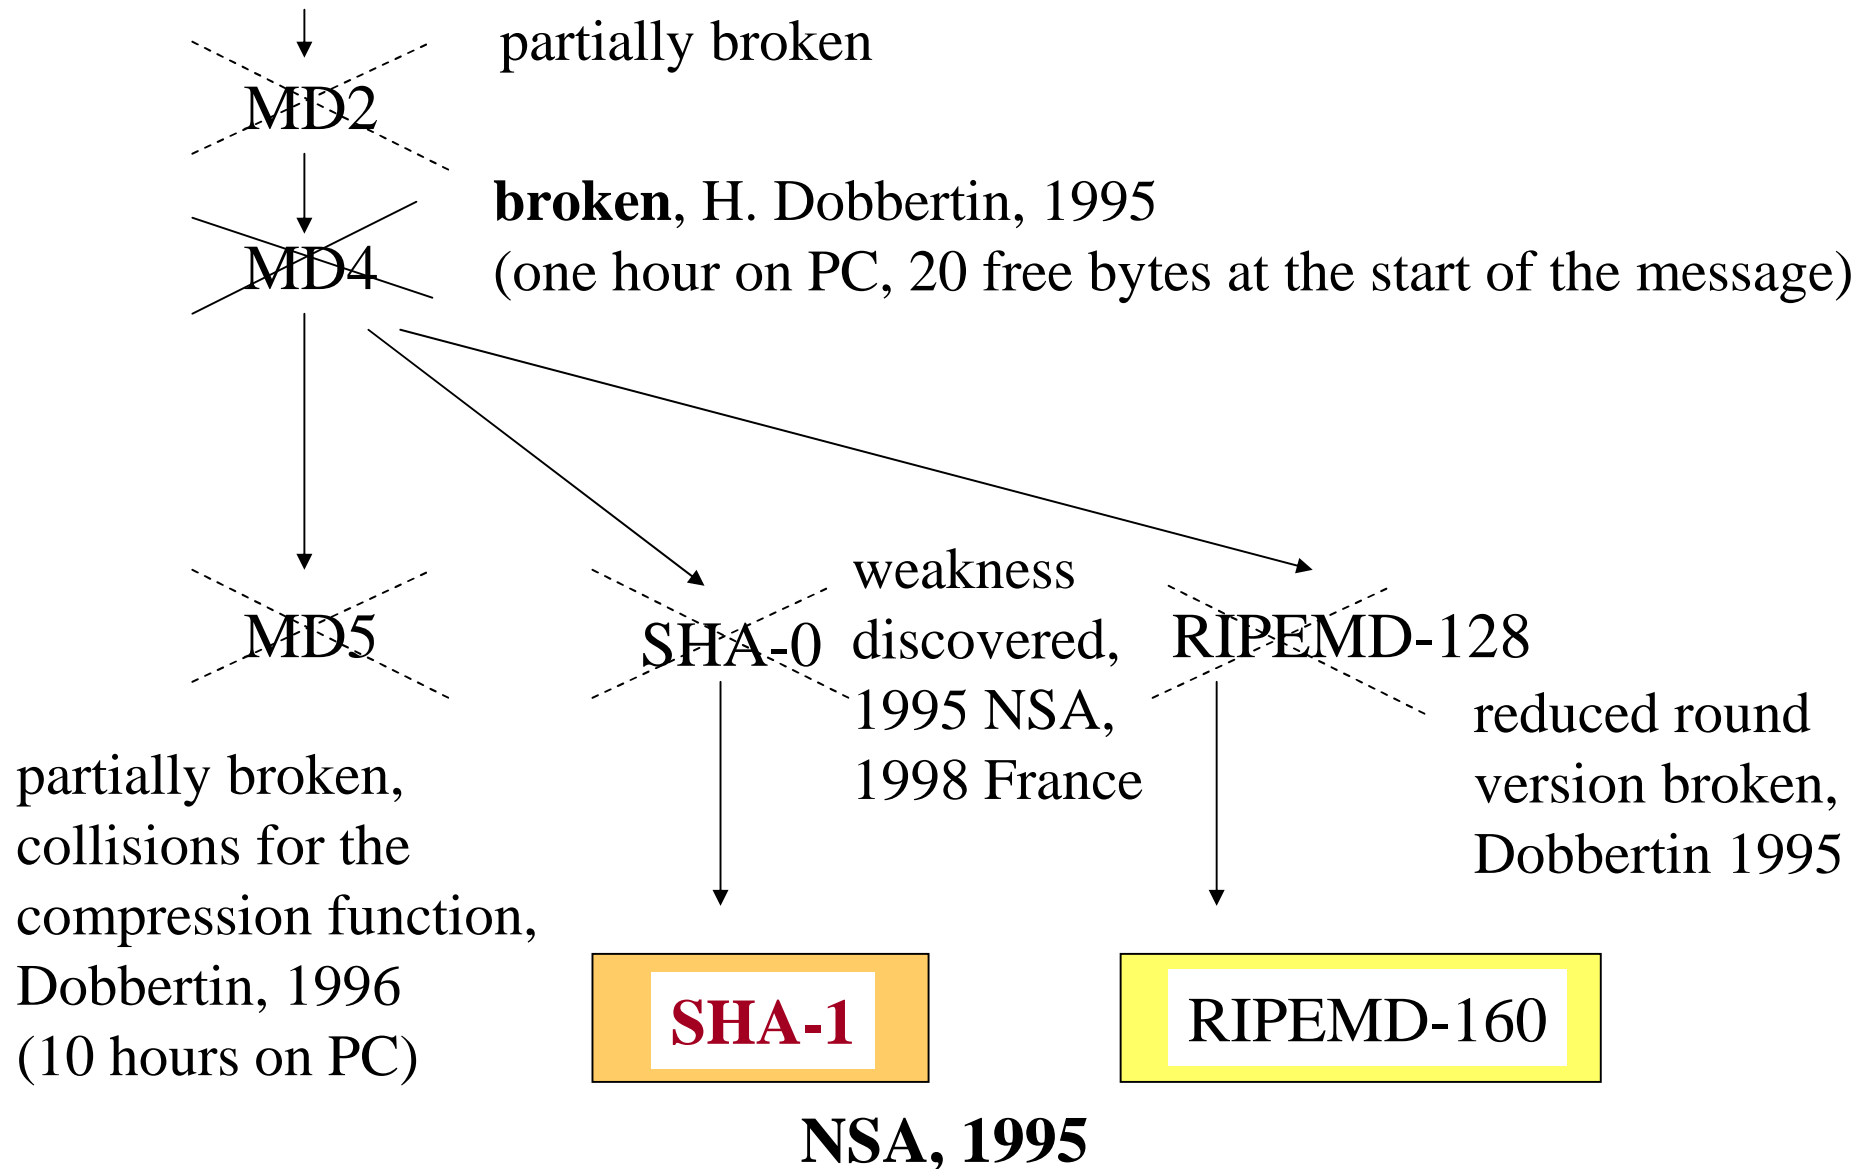 partially broken
MD2
broken, H. Dobbertin, 1995
(one hour on PC, 20 free bytes at the start of the message)
MD4
MD5
partially broken,
collisions for the
compression function,
Dobbertin, 1996
(10 hours on PC)
SHA-0
weakness
discovered,
1995 NSA,
1998 France
RIPEMD-128
reduced round
version broken,
Dobbertin 1995
SHA-1
RIPEMD-160
NSA, 1995